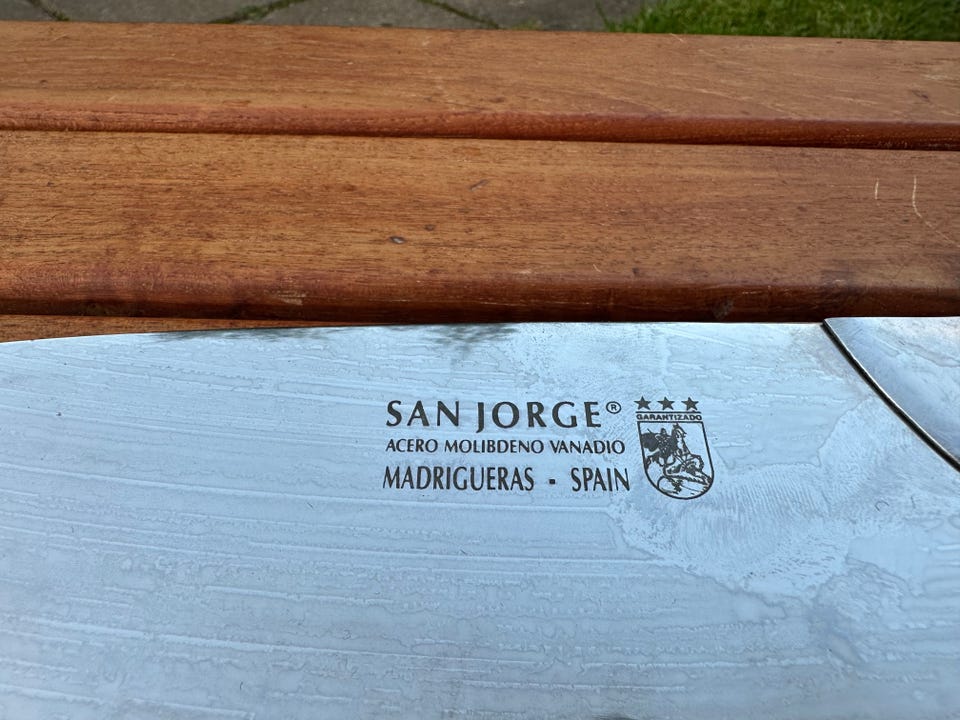 SAN JORGE®
ACERO MOLIBDENO VANADIO
MADRIGUERAS ▪ SPAIN
GARANTIZADO